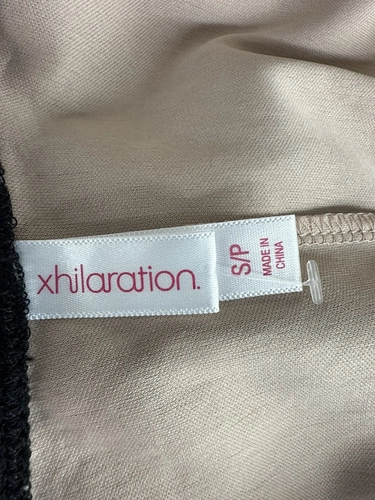 xhilaration.
S/P
MADE IN
CHINA